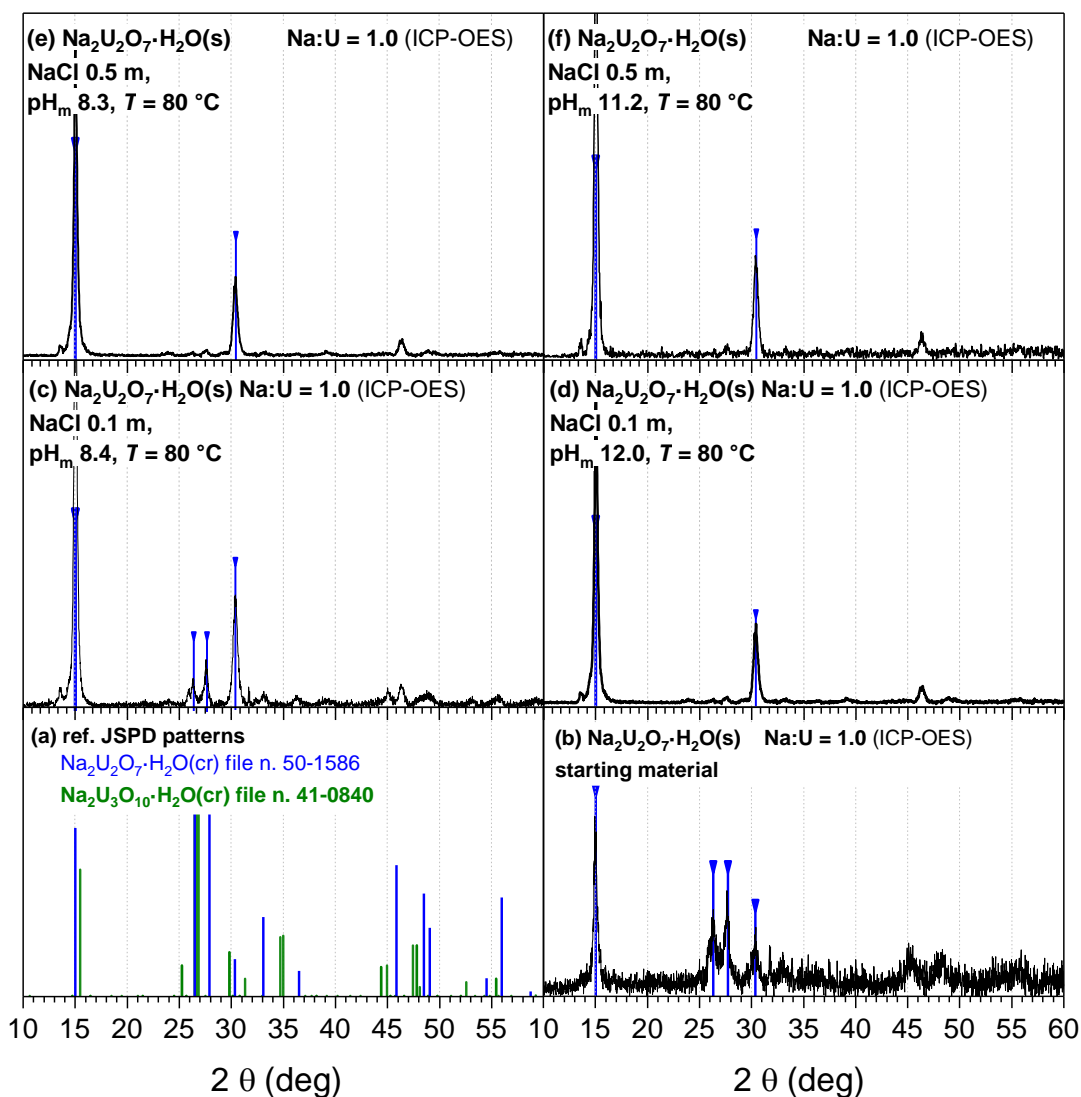 (e) Na₂U₂O₇·H₂O(s) Na:U = 1.0 (ICP-OES)
NaCl 0.5 m,
pHₘ 8.3, T = 80 °C
(f) Na₂U₂O₇·H₂O(s) Na:U = 1.0 (ICP-OES)
NaCl 0.5 m
pHₘ 11.2, T = 80 °C
(c) Na₂U₂O₇·H₂O(s) Na:U = 1.0 (ICP-OES)
NaCl 0.1 m,
pHₘ 8.4, T = 80 °C
(d) Na₂U₂O₇·H₂O(s) Na:U = 1.0 (ICP-OES)
NaCl 0.1 m,
pHₘ 12.0, T = 80 °C
(a) ref. JSPD patterns
Na₂U₂O₇·H₂O(cr) file n. 50-1586
Na₂U₃O₁₀·H₂O(cr) file n. 41-0840
(b) Na₂U₂O₇·H₂O(s) Na:U = 1.0 (ICP-OES)
starting material
10 15 20 25 30 35 40 45 50 55 10 15 20 25 30 35 40 45 50 55 60
2 θ (deg) 2 θ (deg)